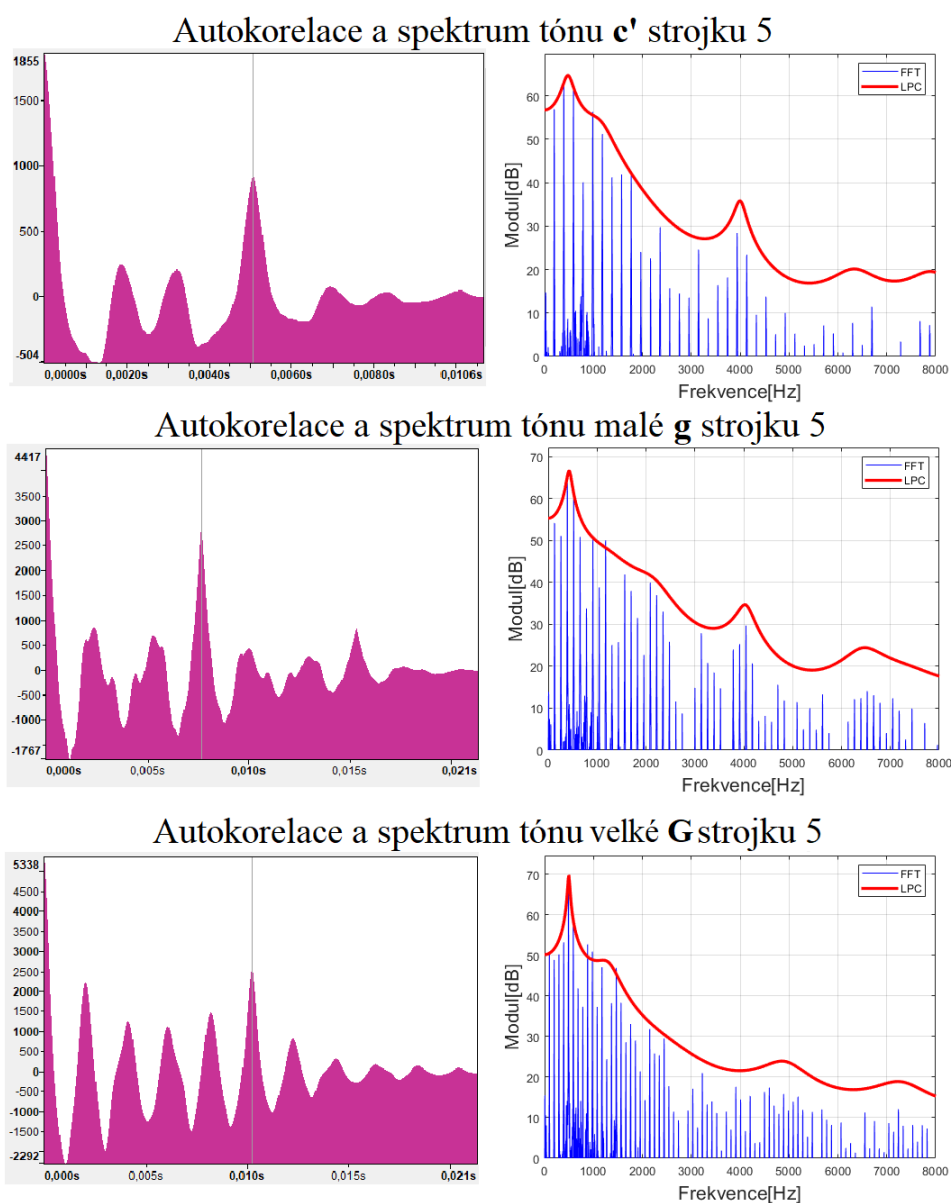 Autokorelace a spektrum tónu c' strojku 5
1855
1500
1000
500
0
-504
0,0000s 0,0020s 0,0040s 0,0060s 0,0080s 0,0106s
FFT
LPC
60
50
40
30
20
10
0
Modul[dB]
0 1000 2000 3000 4000 5000 6000 7000 8000
Frekvence[Hz]
Autokorelace a spektrum tónu malé g strojku 5
4417
3500
3000
2500
2000
1500
1000
500
0
-500
-1000
-1767
0,000s 0,005s 0,010s 0,015s 0,021s
FFT
LPC
70
60
50
40
30
20
10
0
Modul[dB]
0 1000 2000 3000 4000 5000 6000 7000 8000
Frekvence[Hz]
Autokorelace a spektrum tónu velké G strojku 5
5338
4500
4000
3500
3000
2500
2000
1500
1000
500
0
-500
-1000
-1500
-2292
0,000s 0,005s 0,010s 0,015s 0,021s
FFT
LPC
70
60
50
40
30
20
10
0
Modul[dB]
0 1000 2000 3000 4000 5000 6000 7000 8000
Frekvence[Hz]